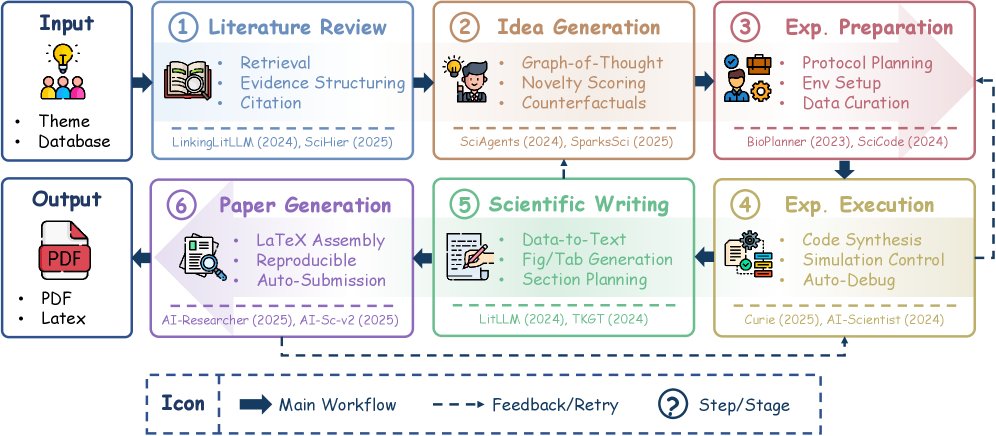 Input
• Theme
• Database
1 Literature Review
• Retrieval
• Evidence Structuring
• Citation
LinkingLitLLM (2024), SciHier (2025)
2 Idea Generation
• Graph-of-Thought
• Novelty Scoring
• Counterfactuals
SciAgents (2024), SparksSci (2025)
3 Exp. Preparation
• Protocol Planning
• Env Setup
• Data Curation
BioPlanner (2023), SciCode (2024)
Output
PDF
• PDF
• Latex
6 Paper Generation
• LaTeX Assembly
• Reproducible
• Auto-Submission
AI-Researcher (2025), AI-Sc-v2 (2025)
5 Scientific Writing
• Data-to-Text
• Fig/Tab Generation
• Section Planning
LitLLM (2024), TKGT (2024)
4 Exp. Execution
• Code Synthesis
• Simulation Control
• Auto-Debug
Curie (2025), AI-Scientist (2024)
Icon
Main Workflow
Feedback/Retry
? Step/Stage